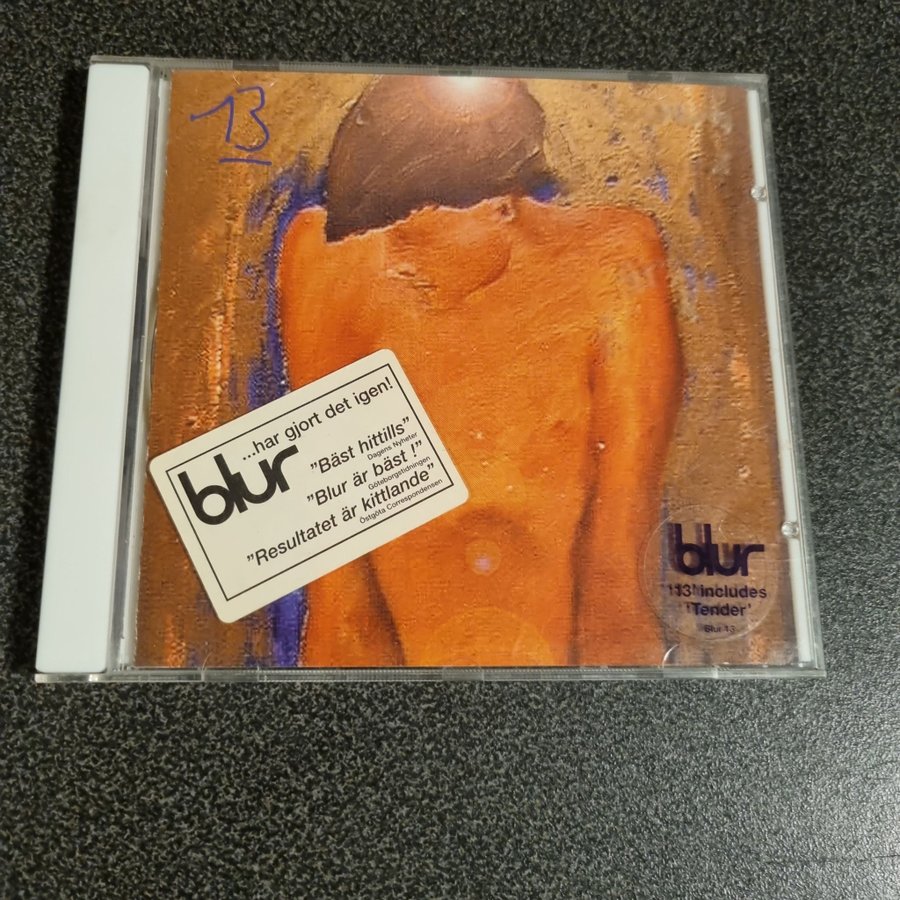 13
...har gjort det igen!
blur
”Bäst hittills”
Dagens Nyheter
”Blur är bäst !”
Göteborgstidningen
”Resultatet är kittlande”
Östgöta Correspondensen
blur
'13' includes
'Tender'
Blur 13